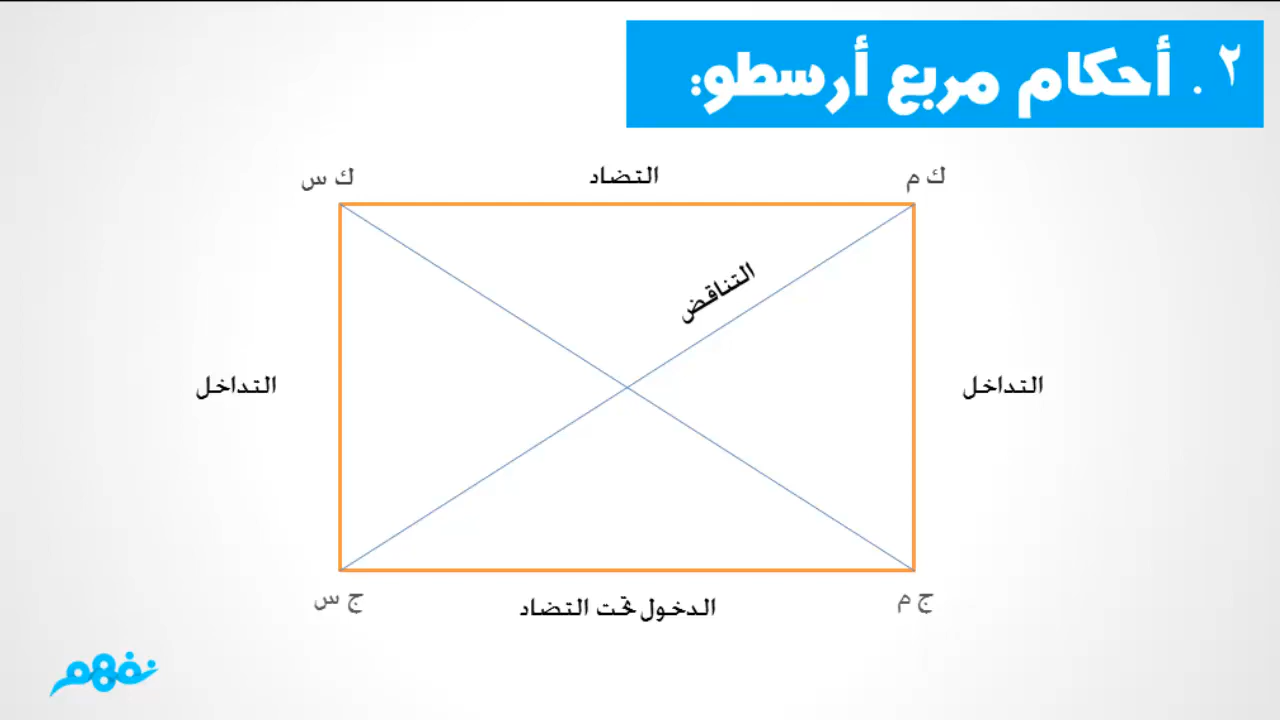 ٢. أحكام مربع أرسطو:
ك م
التضاد
ك س
التناقض
التداخل
التداخل
ج م
الدخول تحت التضاد
ج س
نفهم